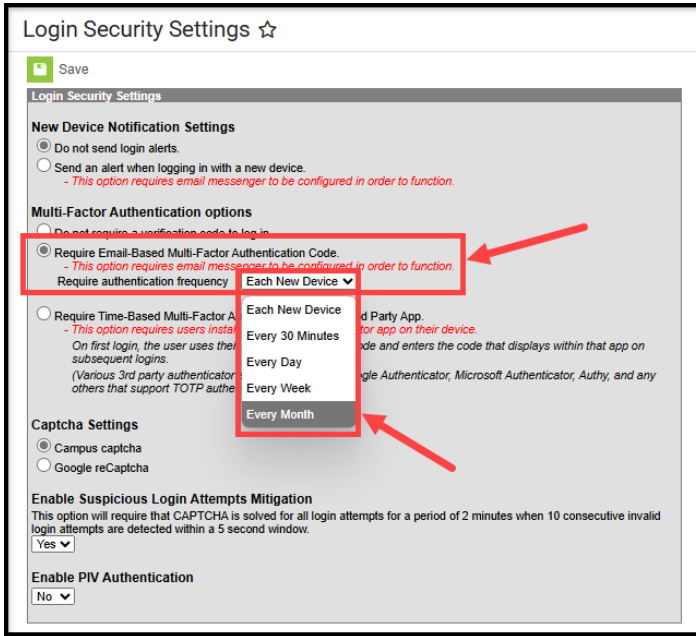 Login Security Settings ☆
Save
Login Security Settings
New Device Notification Settings
Do not send login alerts.
Send an alert when logging in with a new device.
- This option requires email messenger to be configured in order to function.
Multi-Factor Authentication options
Do not require a verification code to log in.
Require Email-Based Multi-Factor Authentication Code.
- This option requires email messenger to be configured in order to function.
Require authentication frequency Each New Device
Each New Device
Every 30 Minutes
Every Day
Every Week
Every Month
Require Time-Based Multi-Factor A d Party App.
- This option requires users instal tor app on their device.
On first login, the user uses thei ode and enters the code that displays within that app on
subsequent logins.
(Various 3rd party authenticator gle Authenticator, Microsoft Authenticator, Authy, and any
others that support TOTP authe
Captcha Settings
Campus captcha
Google reCaptcha
Enable Suspicious Login Attempts Mitigation
This option will require that CAPTCHA is solved for all login attempts for a period of 2 minutes when 10 consecutive invalid
login attempts are detected within a 5 second window.
Yes
Enable PIV Authentication
No